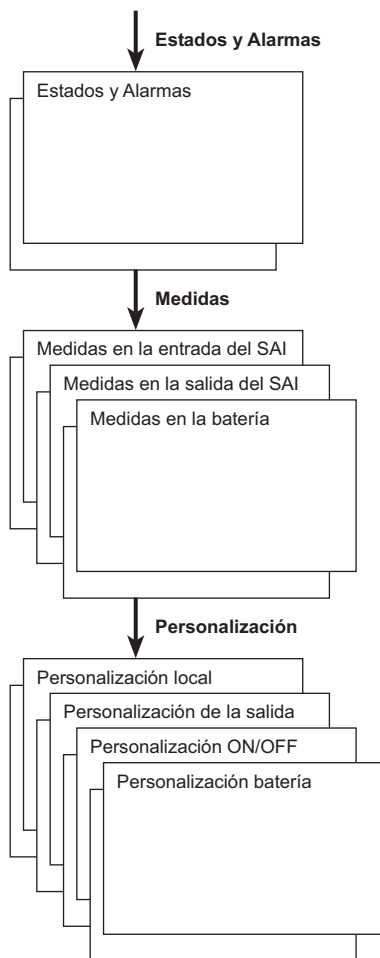 Estados y Alarmas
Estados y Alarmas
Medidas
Medidas en la entrada del SAI
Medidas en la salida del SAI
Medidas en la batería
Personalización
Personalización local
Personalización de la salida
Personalización ON/OFF
Personalización batería